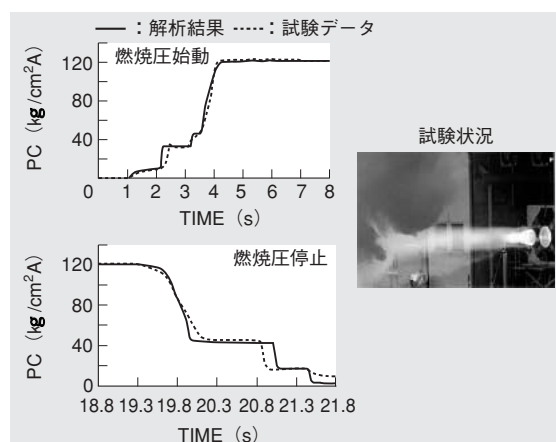 ：解析結果 ：試験データ
燃焼圧始動
PC（kg/cm2A）
120
80
40
0 1 2 3 4 5 6 7 8
TIME（s）
試験状況
燃焼圧停止
PC（kg/cm2A）
120
80
40
0
18.8 19.3 19.8 20.3 20.8 21.3 21.8
TIME（s）